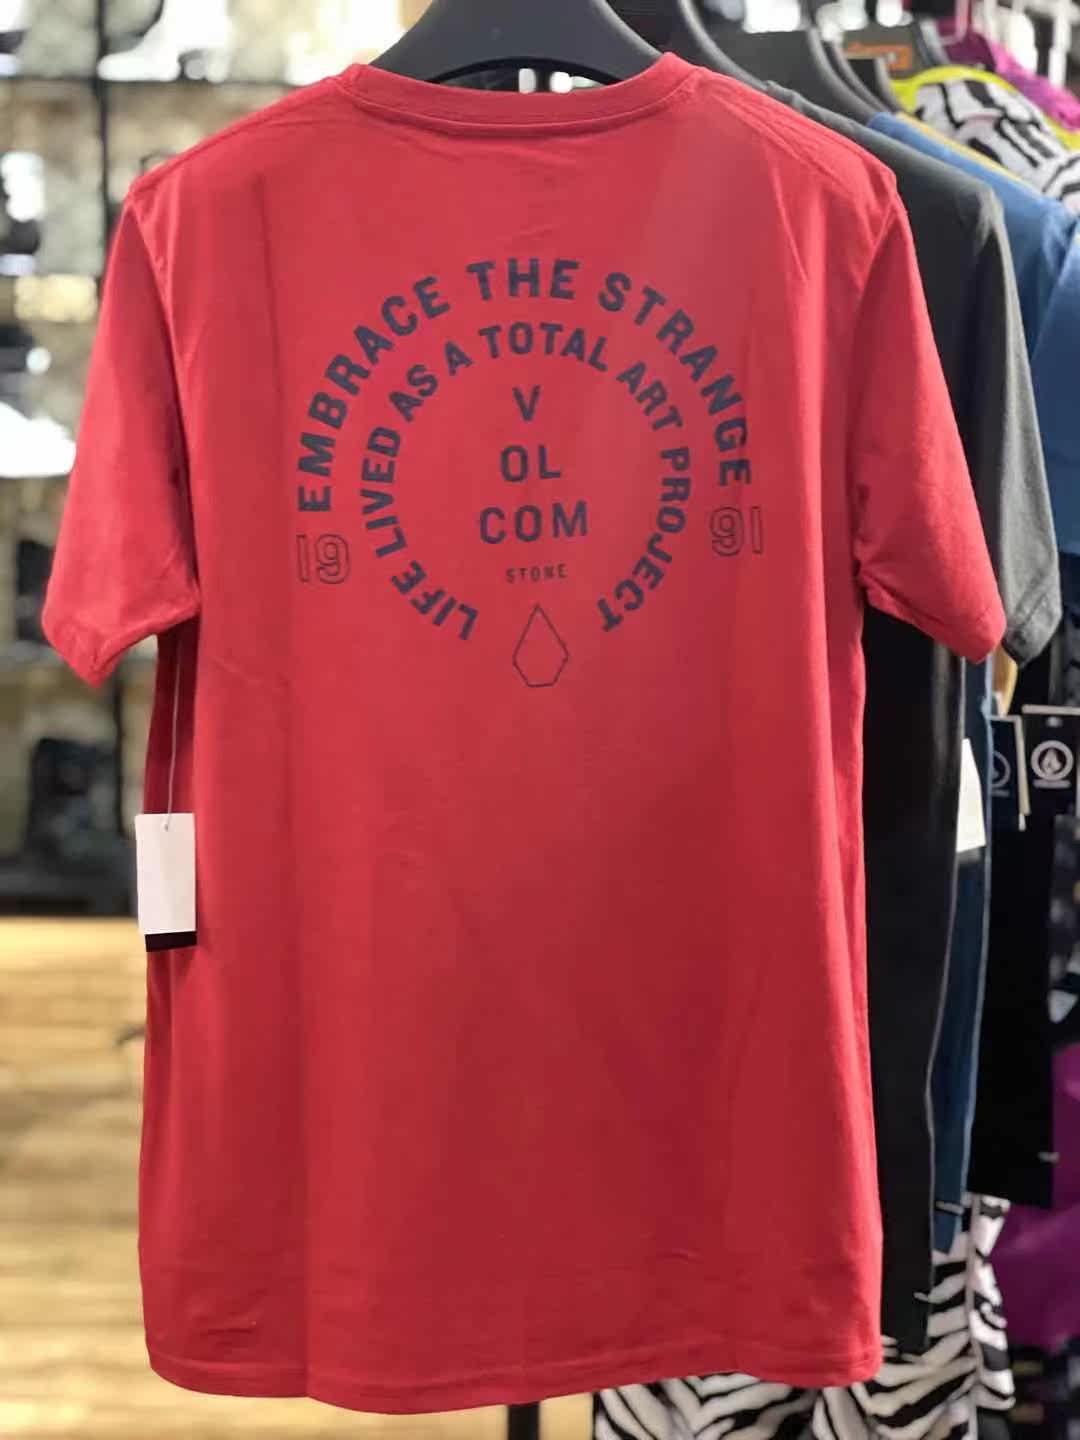 EMBRACE THE STRANGE
LIFE LIVED AS A TOTAL ART PROJECT
V
OL
COM
STONE
19
91